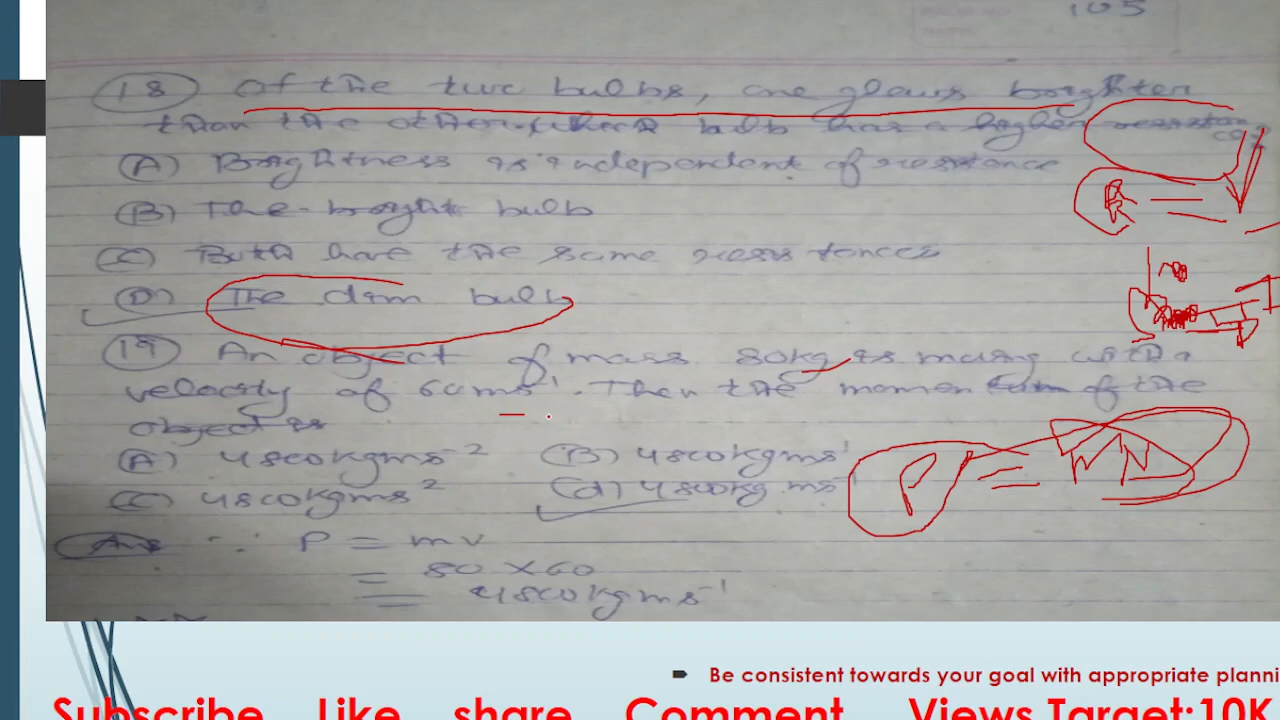 105
(18) Of the two bulbs, one glows brighter
than the other. Which bulb has a higher resistance?
(A) Brightness is independent of resistance
(B) The bright bulb
(C) Both have the same resistances
(D) The dim bulb
(19) An object of mass 80kg is moving with a
velocity of 60ms⁻¹. Then the momentum of the
object is
(A) 4800kgms⁻² (B) 4800kgms⁻¹
(C) 4800kgms² (d) 4800kg ms⁻¹
Ans ∵ P = mv
= 80 × 60
= 4800kgms⁻¹
P = mv
Be consistent towards your goal with appropriate planni
Subscribe Like share Comment Views Target:10K